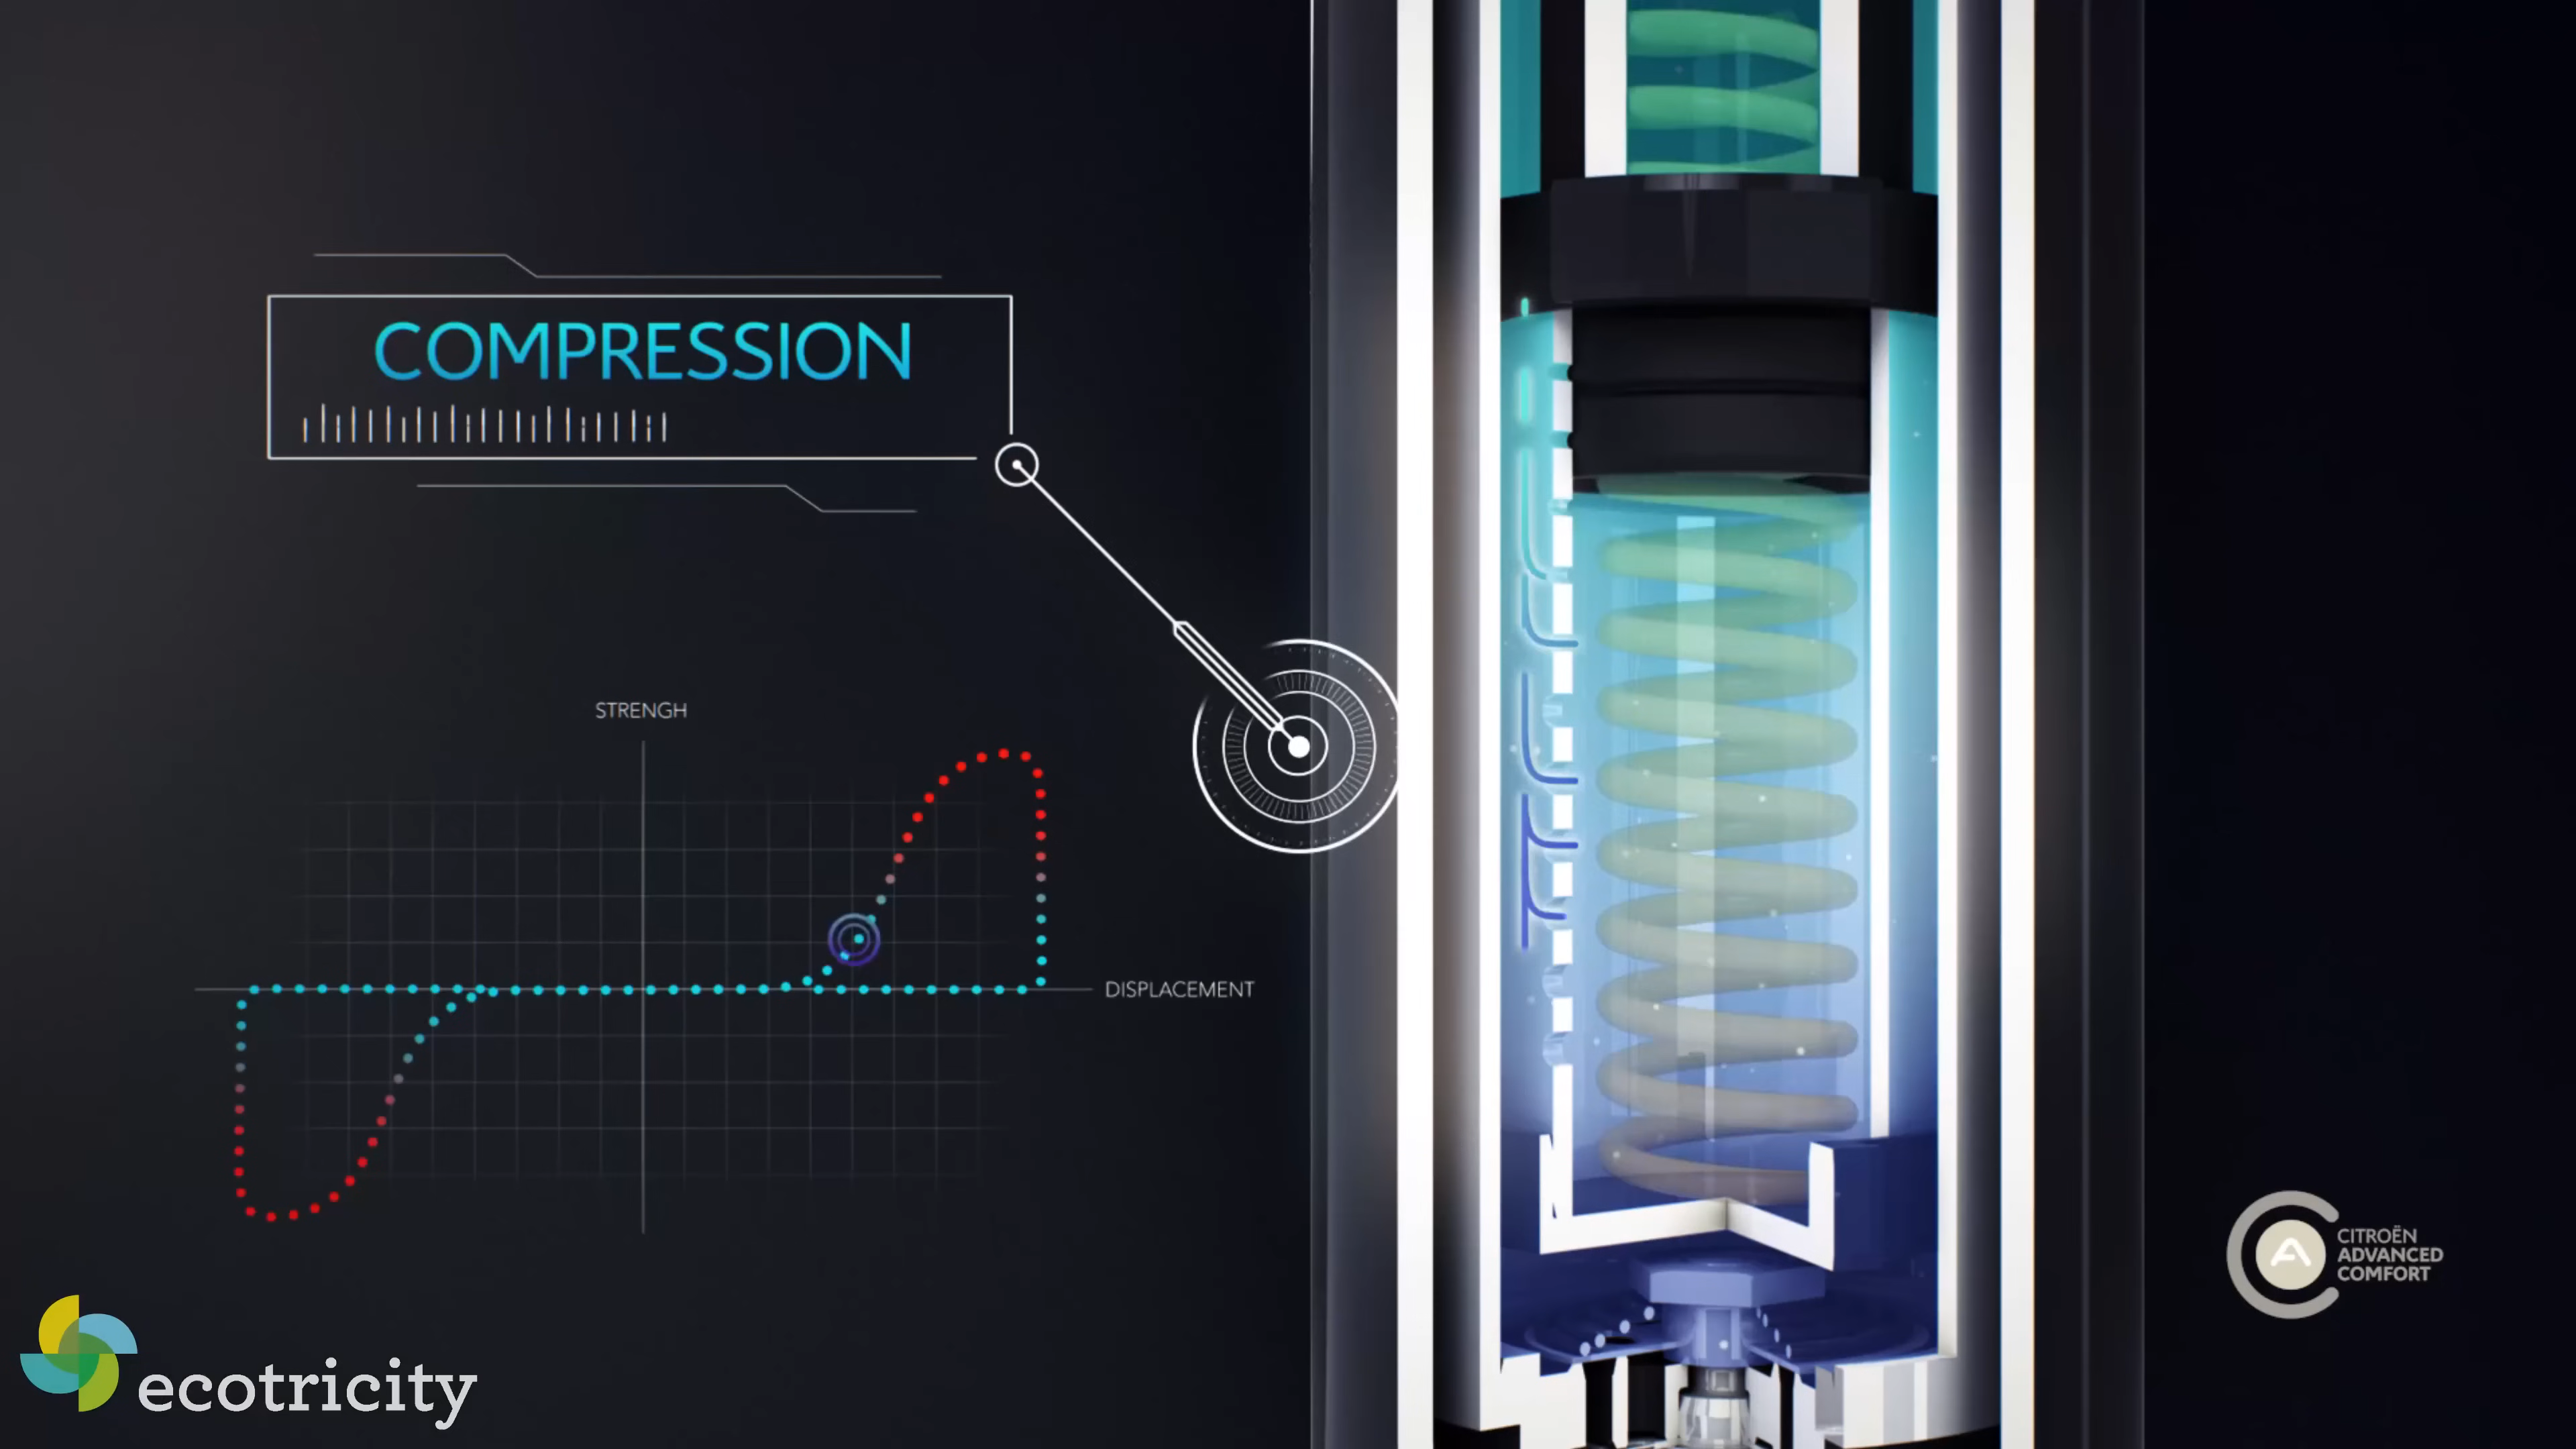 COMPRESSION
STRENGH
DISPLACEMENT
CITROËN
ADVANCED
COMFORT
ecotricity